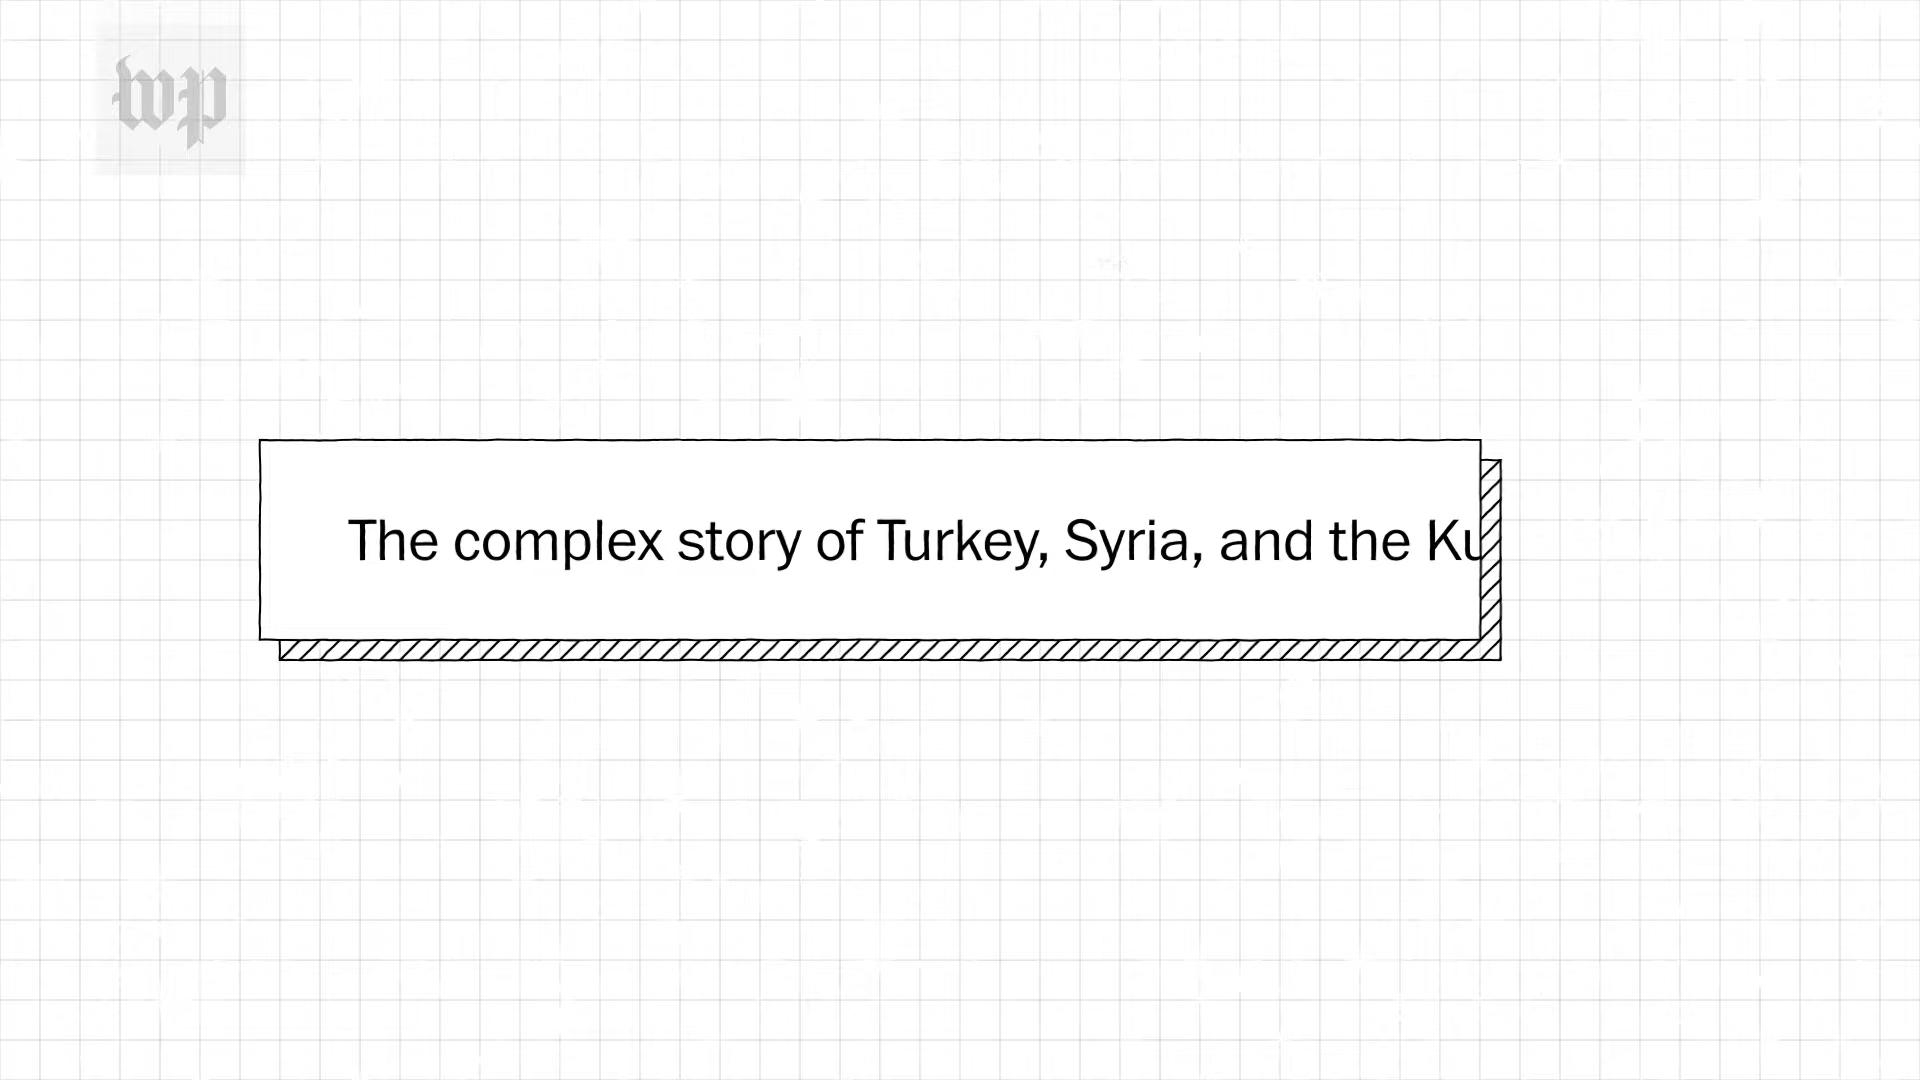 wp
The complex story of Turkey, Syria, and the Ku